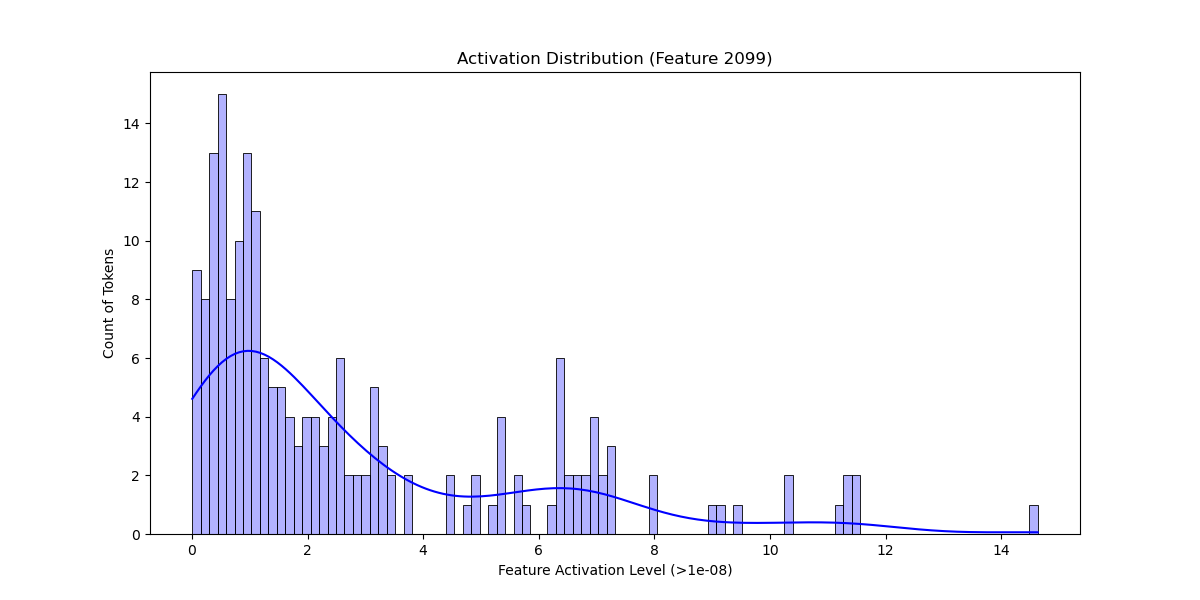 Activation Distribution (Feature 2099)
14
12
10
8
6
4
2
0
Count of Tokens
0 2 4 6 8 10 12 14
Feature Activation Level (>1e-08)